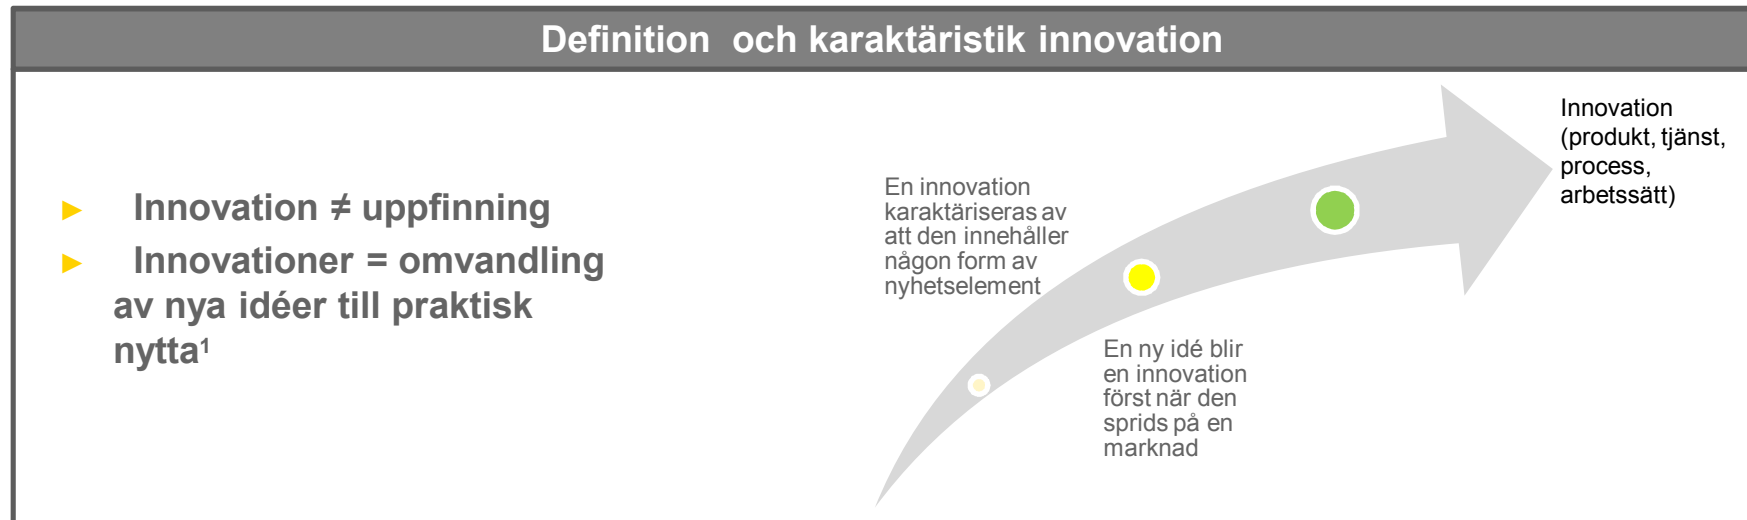 Definition och karaktäristik innovation
► Innovation ≠ uppfinning
► Innovationer = omvandling
av nya idéer till praktisk
nytta¹
En innovation
karaktäriseras av
att den innehåller
någon form av
nyhetselement
En ny idé blir
en innovation
först när den
sprids på en
marknad
Innovation
(produkt, tjänst,
process,
arbetssätt)